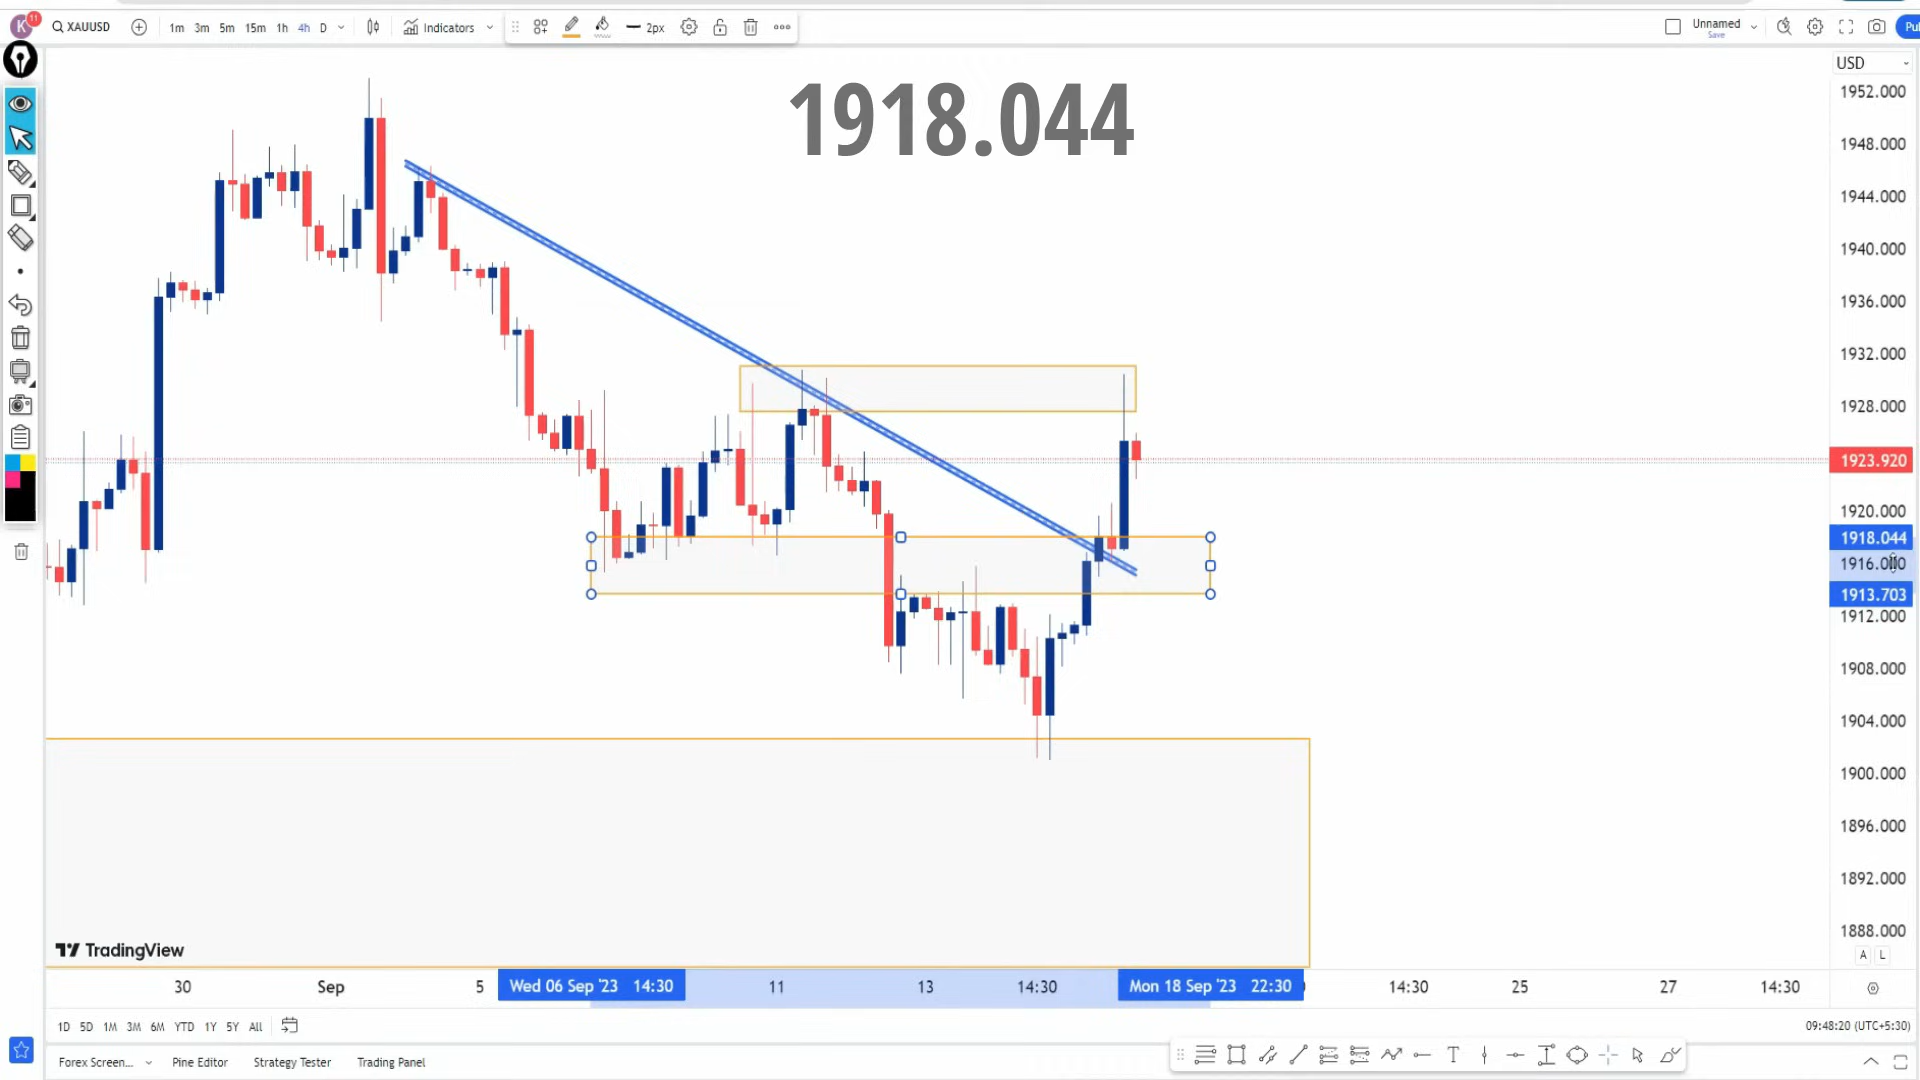 K 11 XAUUSD 1m 3m 5m 15m 1h 4h D Indicators 2px Unnamed
Save
USD
1918.044
1952.000
1948.000
1944.000
1940.000
1936.000
1932.000
1928.000
1923.920
1920.000
1918.044
1916.000
1913.703
1912.000
1908.000
1904.000
1900.000
1896.000
1892.000
1888.000
TradingView
A L
30 Sep 5 Wed 06 Sep '23 14:30 11 13 14:30 Mon 18 Sep '23 22:30 14:30 25 27 14:30
1D 5D 1M 3M 6M YTD 1Y 5Y All 09:48:20 (UTC+5:30)
Forex Screen... Pine Editor Strategy Tester Trading Panel